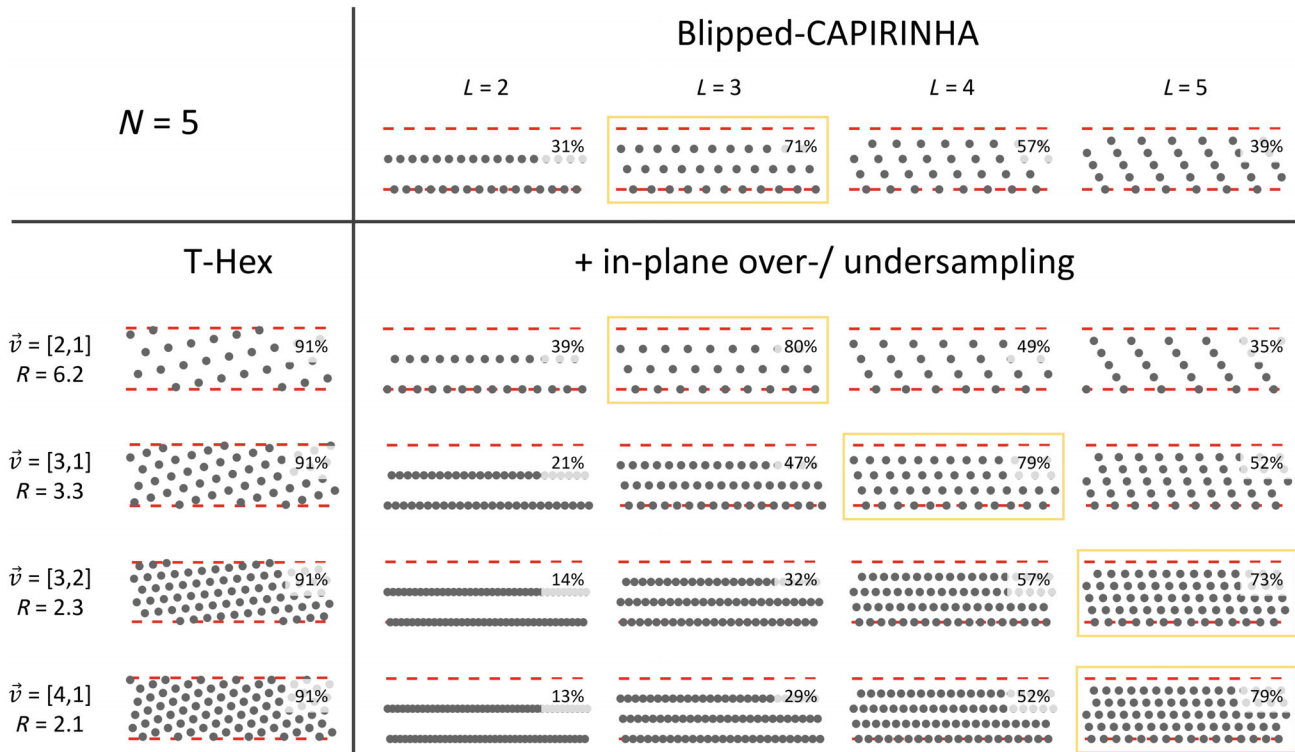 Blipped-CAPIRINHA
N = 5
L = 2 L = 3 L = 4 L = 5
31% 71% 57% 39%
T-Hex + in-plane over-/ undersampling
v⃗ = [2,1]
R = 6.2
91% 39% 80% 49% 35%
v⃗ = [3,1]
R = 3.3
91% 21% 47% 79% 52%
v⃗ = [3,2]
R = 2.3
91% 14% 32% 57% 73%
v⃗ = [4,1]
R = 2.1
91% 13% 29% 52% 79%